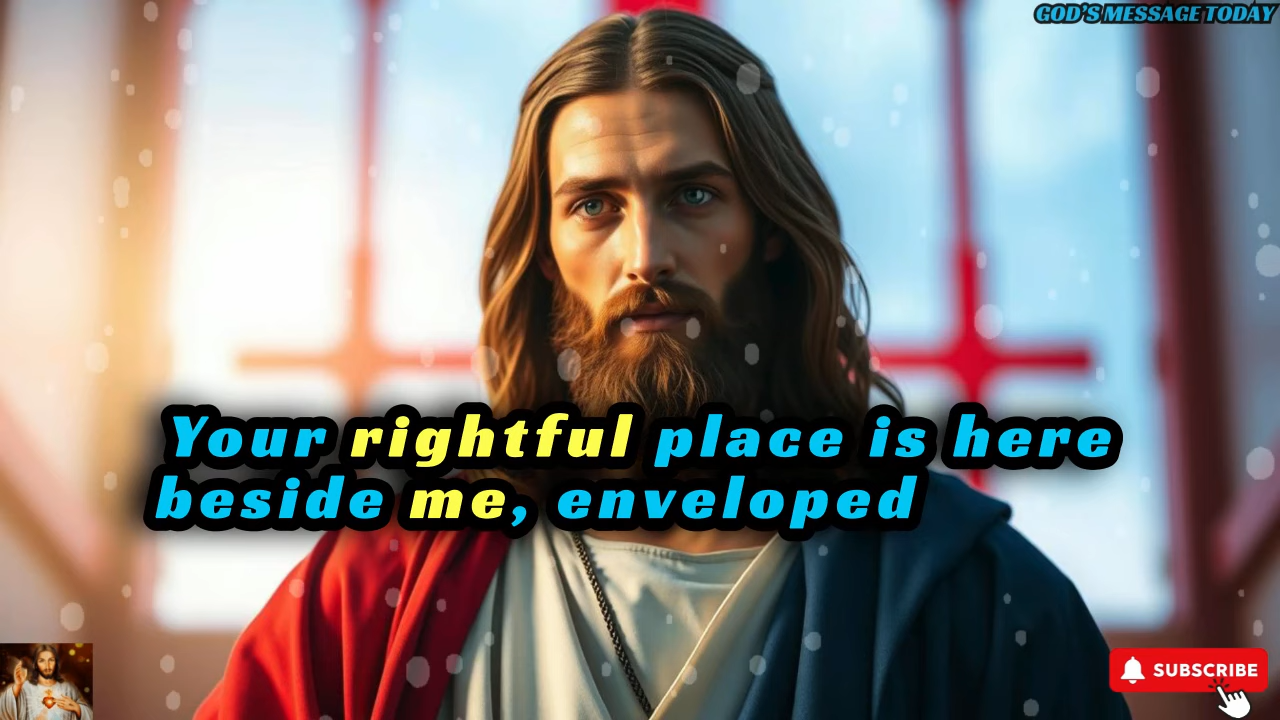 GOD'S MESSAGE TODAY
Your rightful place is here
beside me, enveloped
SUBSCRIBE